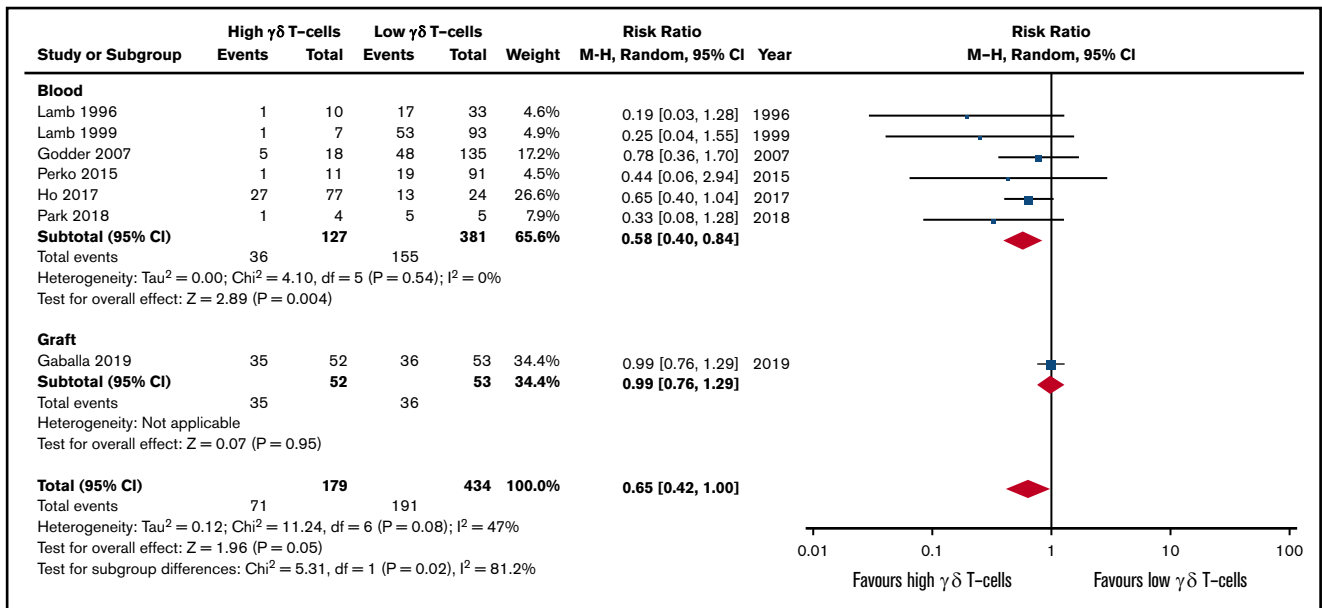 High γδ T–cells Low γδ T–cells Risk Ratio Risk Ratio
Study or Subgroup Events Total Events Total Weight M-H, Random, 95% CI Year M–H, Random, 95% CI
Blood
Lamb 1996 1 10 17 33 4.6% 0.19 [0.03, 1.28] 1996
Lamb 1999 1 7 53 93 4.9% 0.25 [0.04, 1.55] 1999
Godder 2007 5 18 48 135 17.2% 0.78 [0.36, 1.70] 2007
Perko 2015 1 11 19 91 4.5% 0.44 [0.06, 2.94] 2015
Ho 2017 27 77 13 24 26.6% 0.65 [0.40, 1.04] 2017
Park 2018 1 4 5 5 7.9% 0.33 [0.08, 1.28] 2018
Subtotal (95% CI) 127 381 65.6% 0.58 [0.40, 0.84]
Total events 36 155
Heterogeneity: Tau² = 0.00; Chi² = 4.10, df = 5 (P = 0.54); I² = 0%
Test for overall effect: Z = 2.89 (P = 0.004)
Graft
Gaballa 2019 35 52 36 53 34.4% 0.99 [0.76, 1.29] 2019
Subtotal (95% CI) 52 53 34.4% 0.99 [0.76, 1.29]
Total events 35 36
Heterogeneity: Not applicable
Test for overall effect: Z = 0.07 (P = 0.95)
Total (95% CI) 179 434 100.0% 0.65 [0.42, 1.00]
Total events 71 191
Heterogeneity: Tau² = 0.12; Chi² = 11.24, df = 6 (P = 0.08); I² = 47%
Test for overall effect: Z = 1.96 (P = 0.05)
Test for subgroup differences: Chi² = 5.31, df = 1 (P = 0.02), I² = 81.2%
0.01 0.1 1 10 100
Favours high γδ T–cells Favours low γδ T–cells